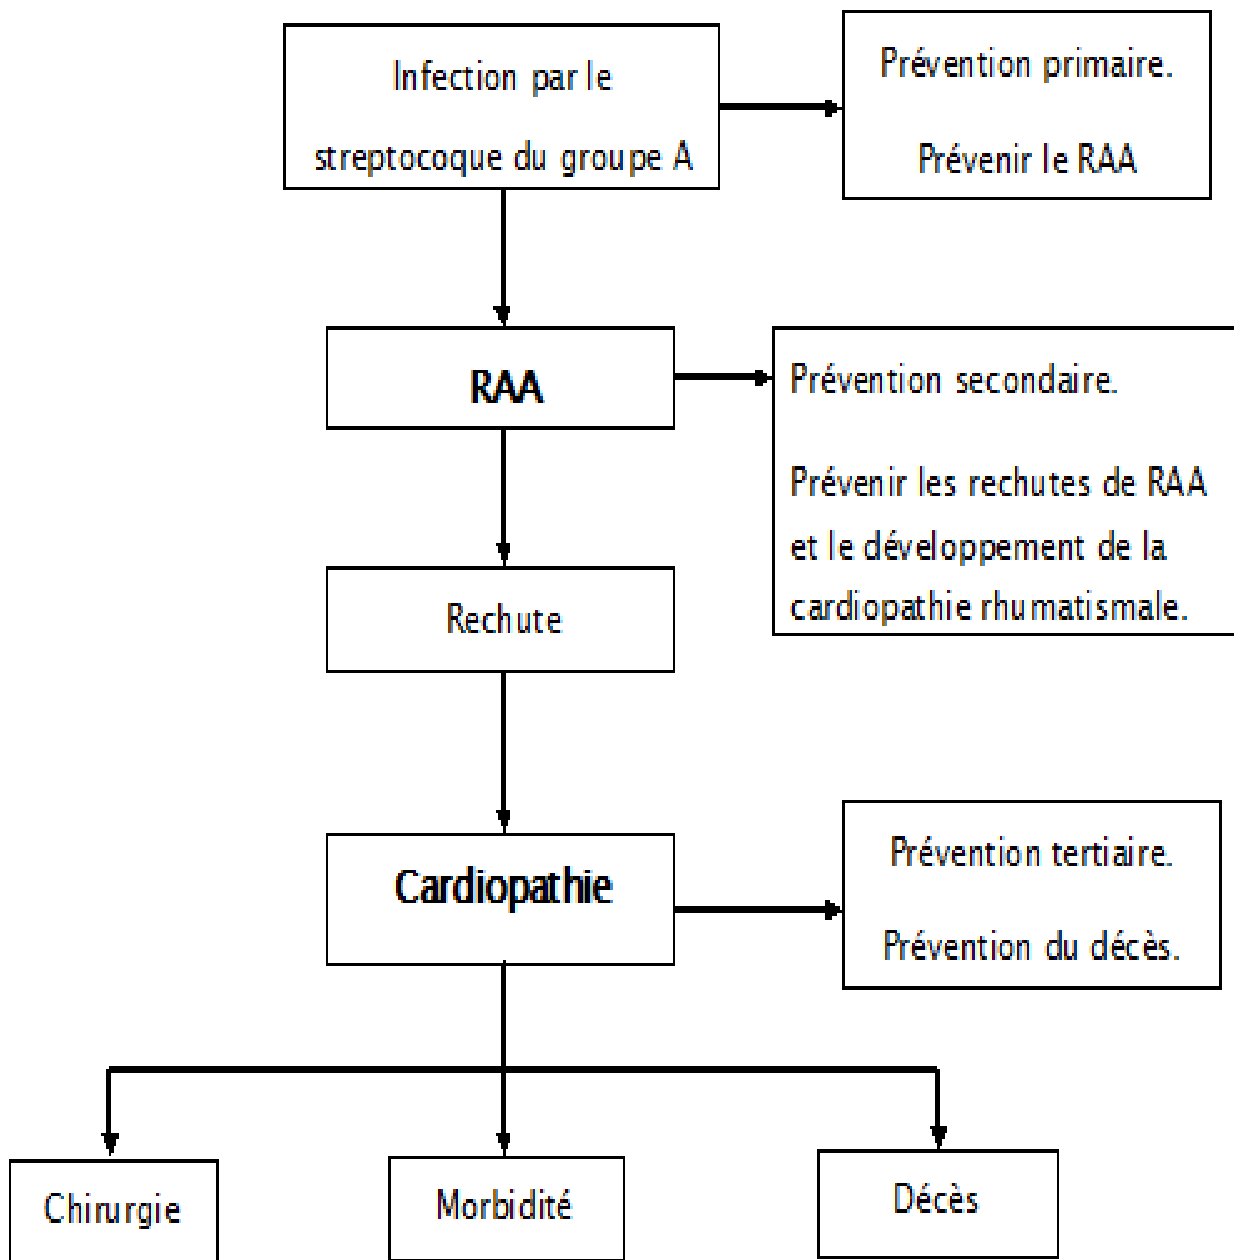 Infection par le
streptocoque du groupe A
Prévention primaire.
Prévenir le RAA
RAA
Prévention secondaire.
Prévenir les rechutes de RAA
et le développement de la
cardiopathie rhumatismale.
Rechute
Cardiopathie
Prévention tertiaire.
Prévention du décès.
Chirurgie
Morbidité
Décès